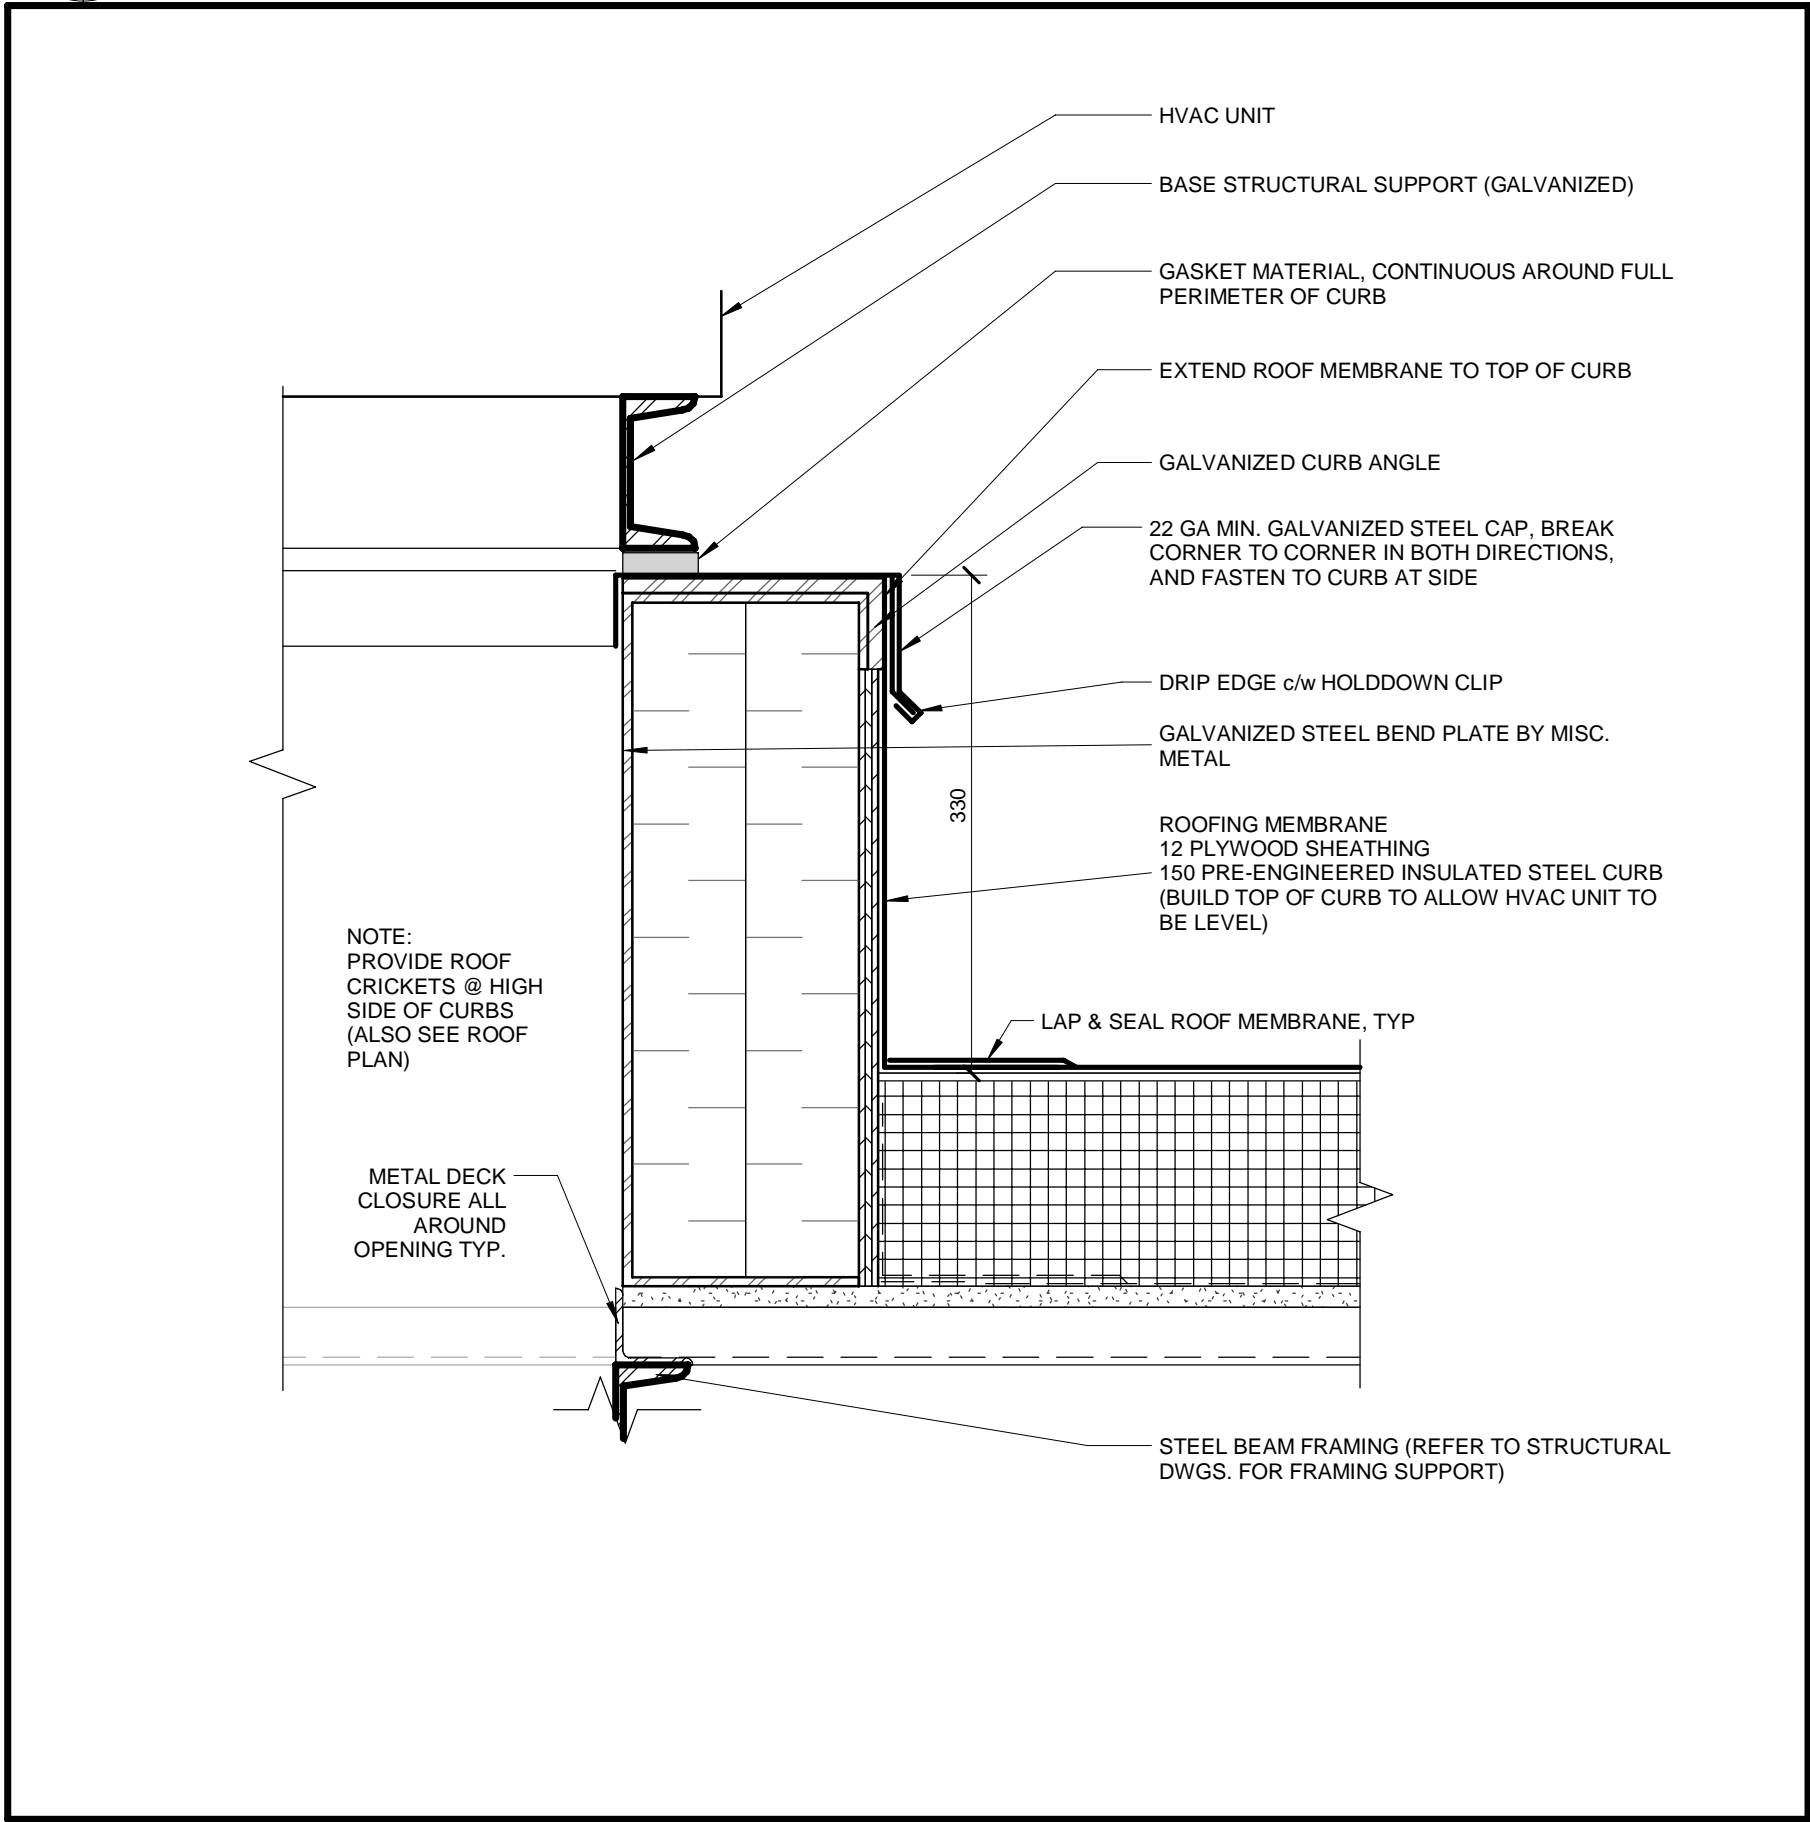 HVAC UNIT
BASE STRUCTURAL SUPPORT (GALVANIZED)
GASKET MATERIAL, CONTINUOUS AROUND FULL
PERIMETER OF CURB
EXTEND ROOF MEMBRANE TO TOP OF CURB
GALVANIZED CURB ANGLE
22 GA MIN. GALVANIZED STEEL CAP, BREAK
CORNER TO CORNER IN BOTH DIRECTIONS,
AND FASTEN TO CURB AT SIDE
DRIP EDGE c/w HOLDDOWN CLIP
GALVANIZED STEEL BEND PLATE BY MISC.
METAL
330
ROOFING MEMBRANE
12 PLYWOOD SHEATHING
150 PRE-ENGINEERED INSULATED STEEL CURB
(BUILD TOP OF CURB TO ALLOW HVAC UNIT TO
BE LEVEL)
NOTE:
PROVIDE ROOF
CRICKETS @ HIGH
SIDE OF CURBS
(ALSO SEE ROOF
PLAN)
LAP & SEAL ROOF MEMBRANE, TYP
METAL DECK
CLOSURE ALL
AROUND
OPENING TYP.
STEEL BEAM FRAMING (REFER TO STRUCTURAL
DWGS. FOR FRAMING SUPPORT)